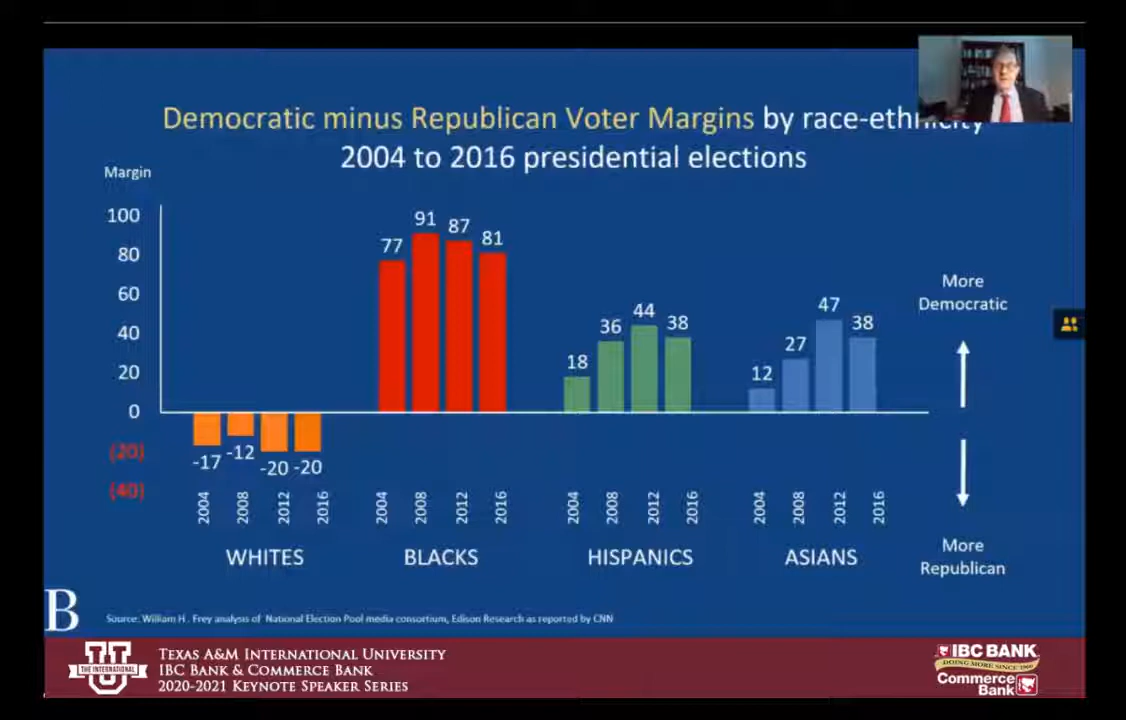 Democratic minus Republican Voter Margins by race-ethnicity
2004 to 2016 presidential elections
Margin
100
80
60
40
20
0
(20)
(40)
-17
-12
-20
-20
77
91
87
81
18
36
44
38
12
27
47
38
2004
2008
2012
2016
2004
2008
2012
2016
2004
2008
2012
2016
2004
2008
2012
2016
WHITES
BLACKS
HISPANICS
ASIANS
More
Democratic
More
Republican
B
Source: William H. Frey analysis of National Election Pool media consortium, Edison Research as reported by CNN
U
THE INTERNATIONAL
TEXAS A&M INTERNATIONAL UNIVERSITY
IBC BANK & COMMERCE BANK
2020-2021 KEYNOTE SPEAKER SERIES
IBC BANK
DOING MORE SINCE 1966
Commerce
Bank